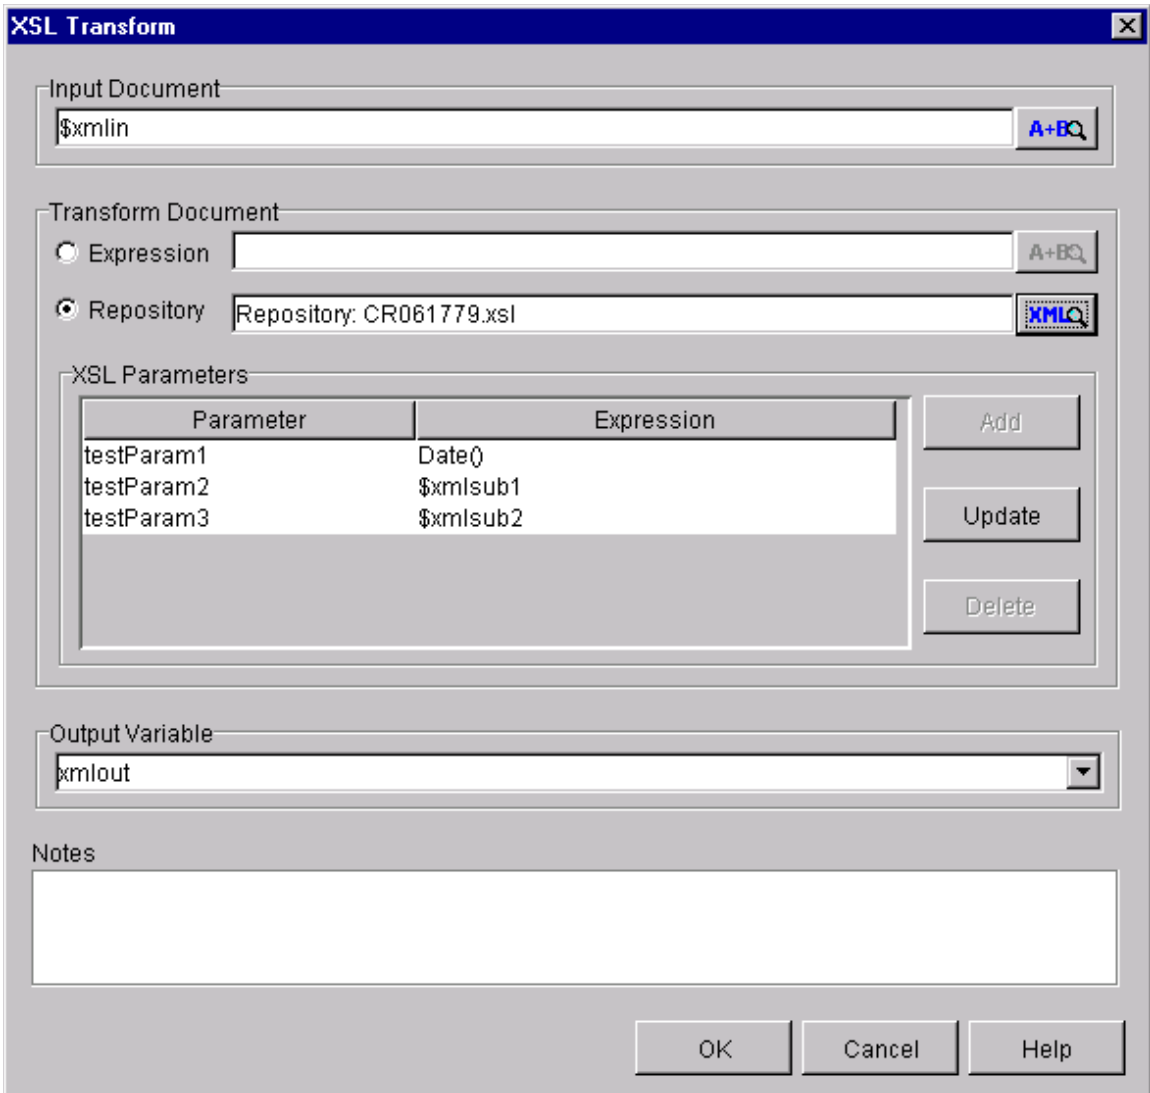 XSL Transform
Input Document
$xmlin A+B
Transform Document
Expression A+B
Repository Repository: CR061779.xsl XML
XSL Parameters
Parameter Expression Add
testParam1 Date()
testParam2 $xmlsub1
testParam3 $xmlsub2
Update
Delete
Output Variable
xmlout
Notes
OK Cancel Help